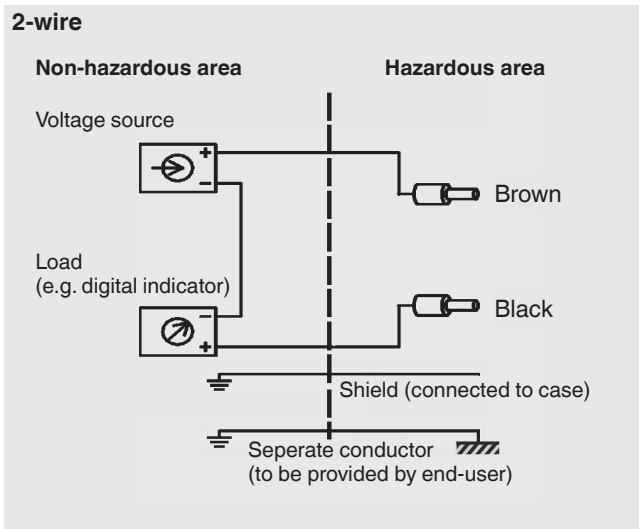 2-wire
Non-hazardous area
Hazardous area
Voltage source
+
−
Brown
Load
(e.g. digital indicator)
−
+
Black
Shield (connected to case)
Seperate conductor
(to be provided by end-user)